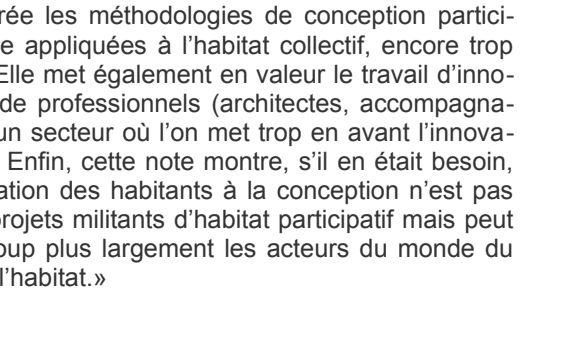 rée les méthodologies de conception partici-
e appliquées à l’habitat collectif, encore trop
Elle met également en valeur le travail d’inno-
de professionnels (architectes, accompagna-
un secteur où l’on met trop en avant l’innova-
Enfin, cette note montre, s’il en était besoin,
ation des habitants à la conception n’est pas
rojets militants d’habitat participatif mais peut
oup plus largement les acteurs du monde du
l’habitat.»